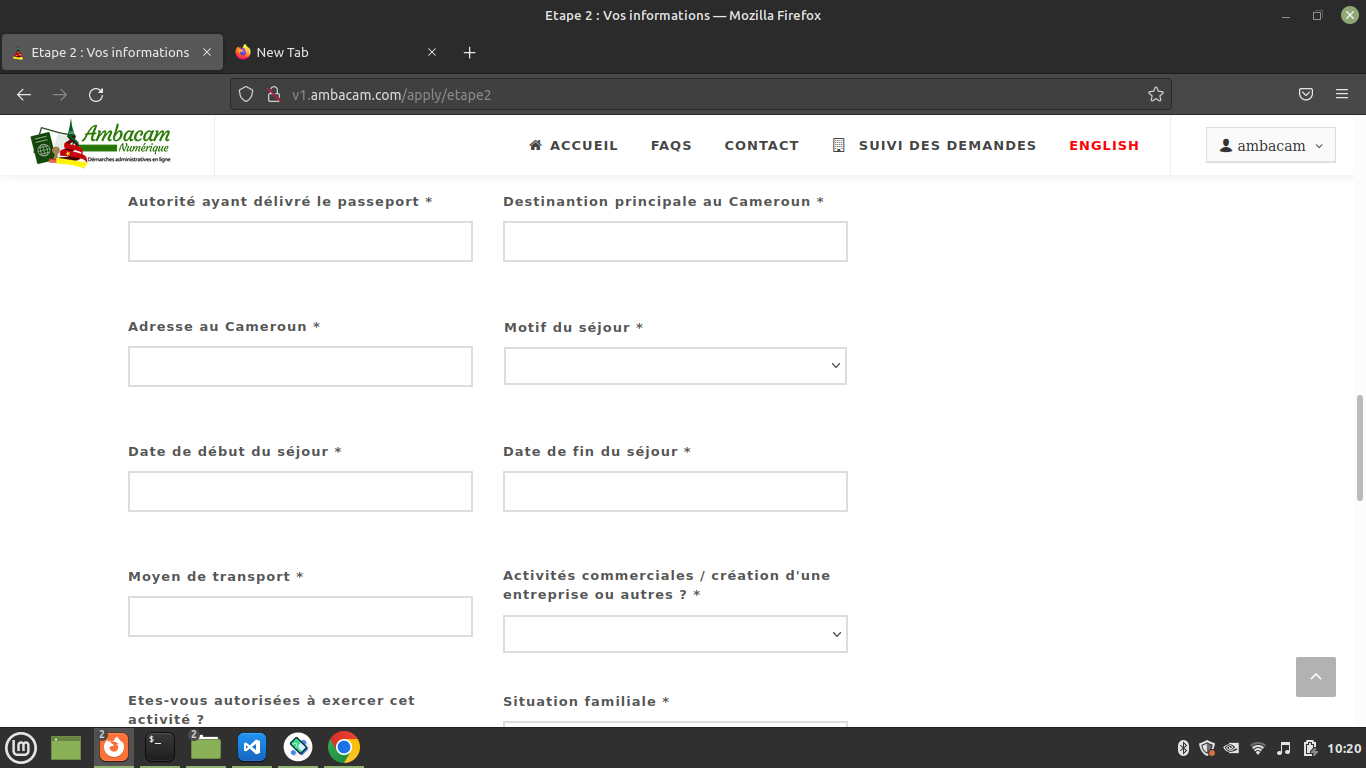 Etape 2 : Vos informations — Mozilla Firefox
Etape 2 : Vos informations
New Tab
v1.ambacam.com/apply/etape2
Ambacam
Numérique
Démarches administratives en ligne
ACCUEIL
FAQS
CONTACT
SUIVI DES DEMANDES
ENGLISH
ambacam
Autorité ayant délivré le passeport *
Destinantion principale au Cameroun *
Adresse au Cameroun *
Motif du séjour *
Date de début du séjour *
Date de fin du séjour *
Moyen de transport *
Activités commerciales / création d'une
entreprise ou autres ? *
Etes-vous autorisées à exercer cet
activité ?
Situation familiale *
lm
2
$_
2
10:20